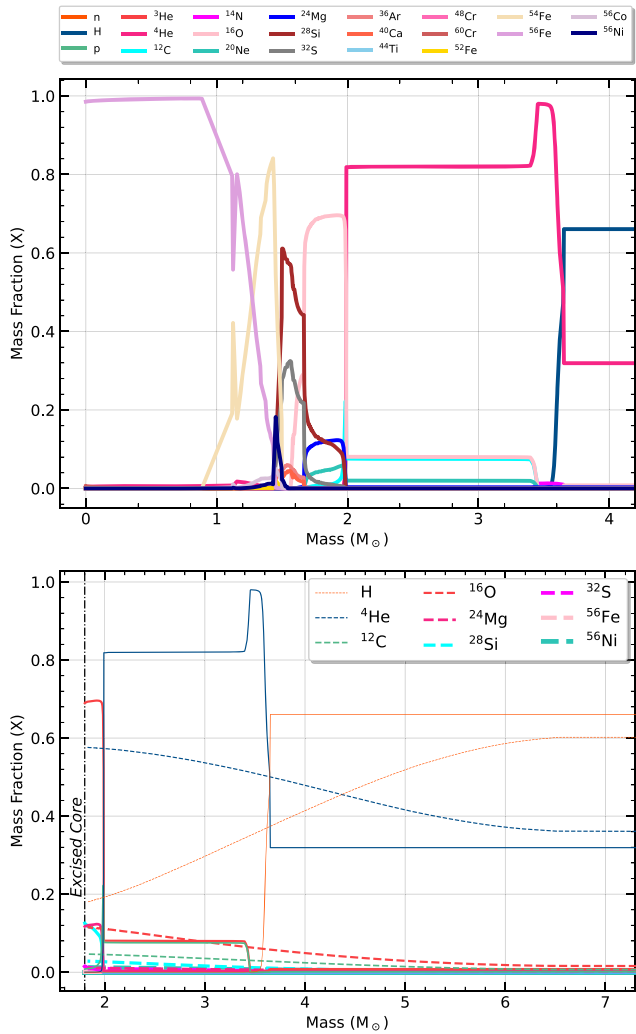 n ³He ¹⁴N ²⁴Mg ³⁶Ar ⁴⁸Cr ⁵⁴Fe ⁵⁶Co
H ⁴He ¹⁶O ²⁸Si ⁴⁰Ca ⁶⁰Cr ⁵⁶Fe ⁵⁶Ni
p ¹²C ²⁰Ne ³²S ⁴⁴Ti ⁵²Fe
1.0
0.8
0.6
0.4
0.2
0.0
Mass Fraction (X)
0 1 2 3 4
Mass (M⊙)
H ¹⁶O ³²S
⁴He ²⁴Mg ⁵⁶Fe
¹²C ²⁸Si ⁵⁶Ni
1.0
0.8
0.6
0.4
0.2
0.0
Mass Fraction (X)
Excised Core
2 3 4 5 6 7
Mass (M⊙)